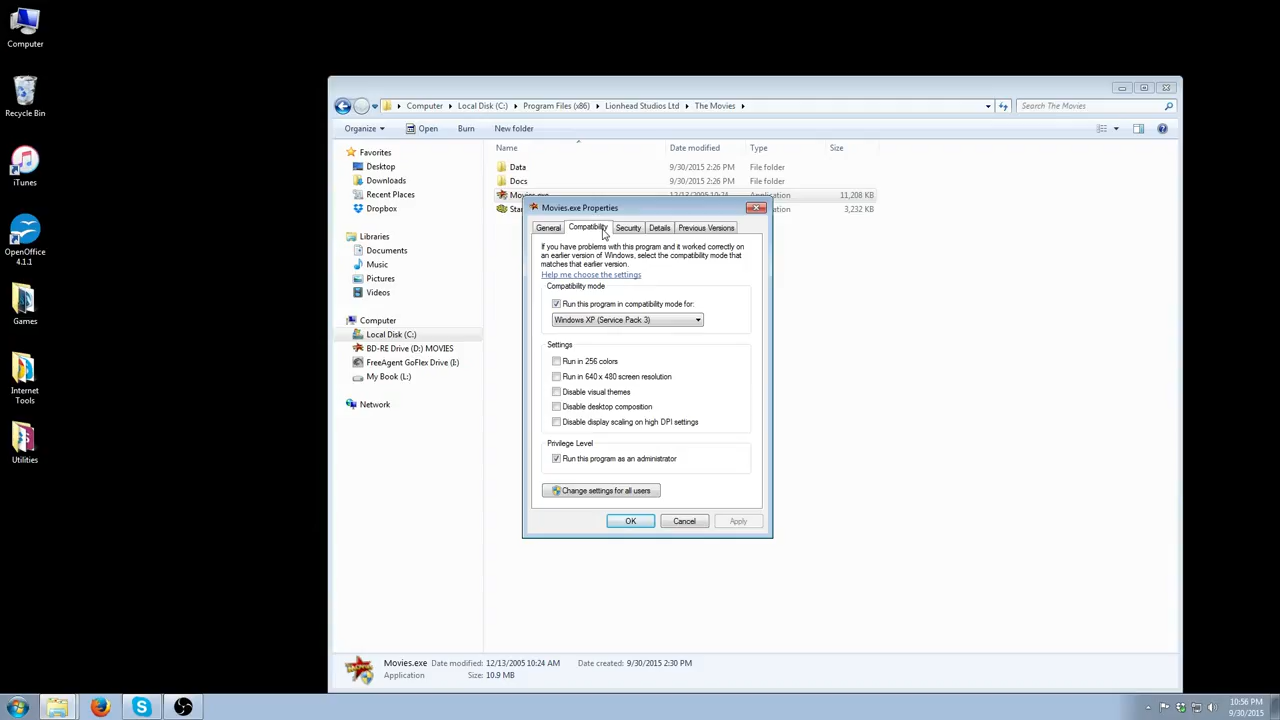 Computer
Recycle Bin
iTunes
OpenOffice
4.1.1
Games
Internet
Tools
Utilities
Computer Local Disk (C:) Program Files (x86) Lionhead Studios Ltd The Movies
Search The Movies
Organize Open Burn New folder
Name Date modified Type Size
Favorites
Desktop
Downloads
Recent Places
Dropbox
Libraries
Documents
Music
Pictures
Videos
Computer
Local Disk (C:)
BD-RE Drive (D:) MOVIES
FreeAgent GoFlex Drive (I:)
My Book (L:)
Network
Data 9/30/2015 2:26 PM File folder
Docs 9/30/2015 2:26 PM File folder
Movies.exe 12/13/2005 10:24 Application 11,208 KB
3,232 KB
Movies.exe Properties
General Compatibility Security Details Previous Versions
If you have problems with this program and it worked correctly on
an earlier version of Windows, select the compatibility mode that
matches that earlier version.
Help me choose the settings
Compatibility mode
Run this program in compatibility mode for:
Windows XP (Service Pack 3)
Settings
Run in 256 colors
Run in 640 x 480 screen resolution
Disable visual themes
Disable desktop composition
Disable display scaling on high DPI settings
Privilege Level
Run this program as an administrator
Change settings for all users
OK Cancel Apply
Movies.exe Date modified: 12/13/2005 10:24 AM Date created: 9/30/2015 2:30 PM
Application Size: 10.9 MB
10:56 PM
9/30/2015